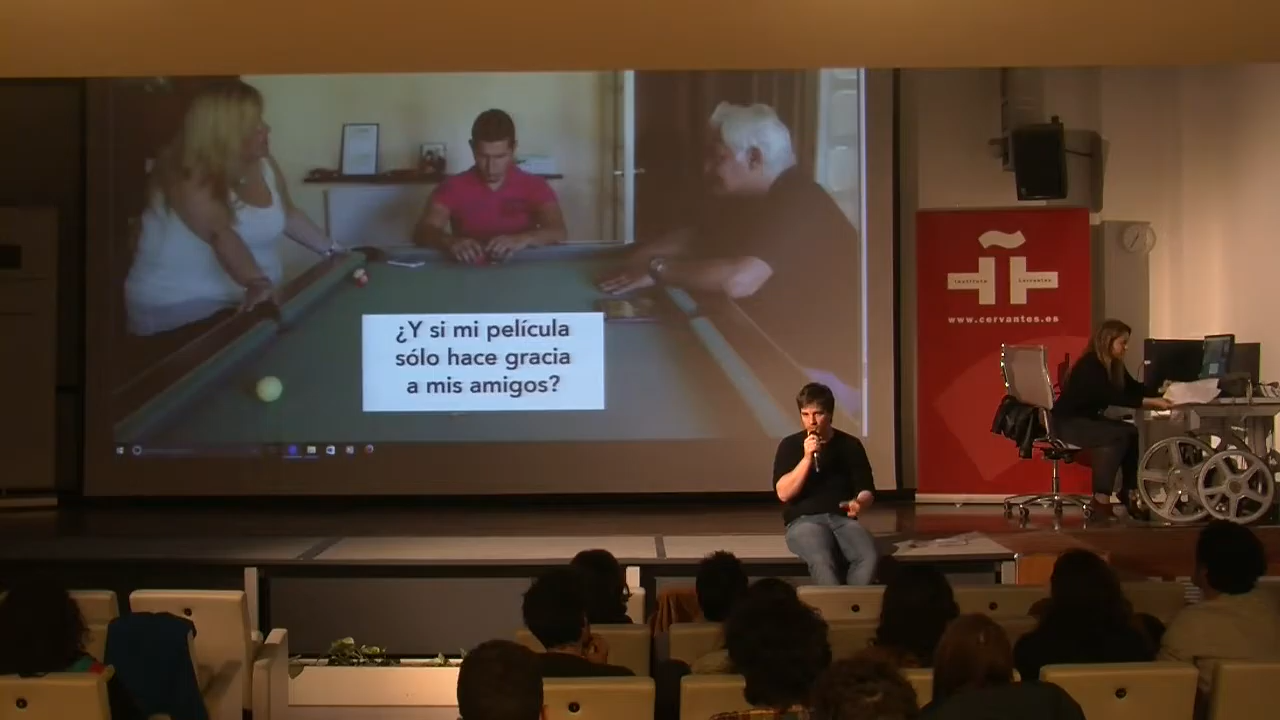 ¿Y si mi película
sólo hace gracia
a mis amigos?
Instituto Cervantes
www.cervantes.es